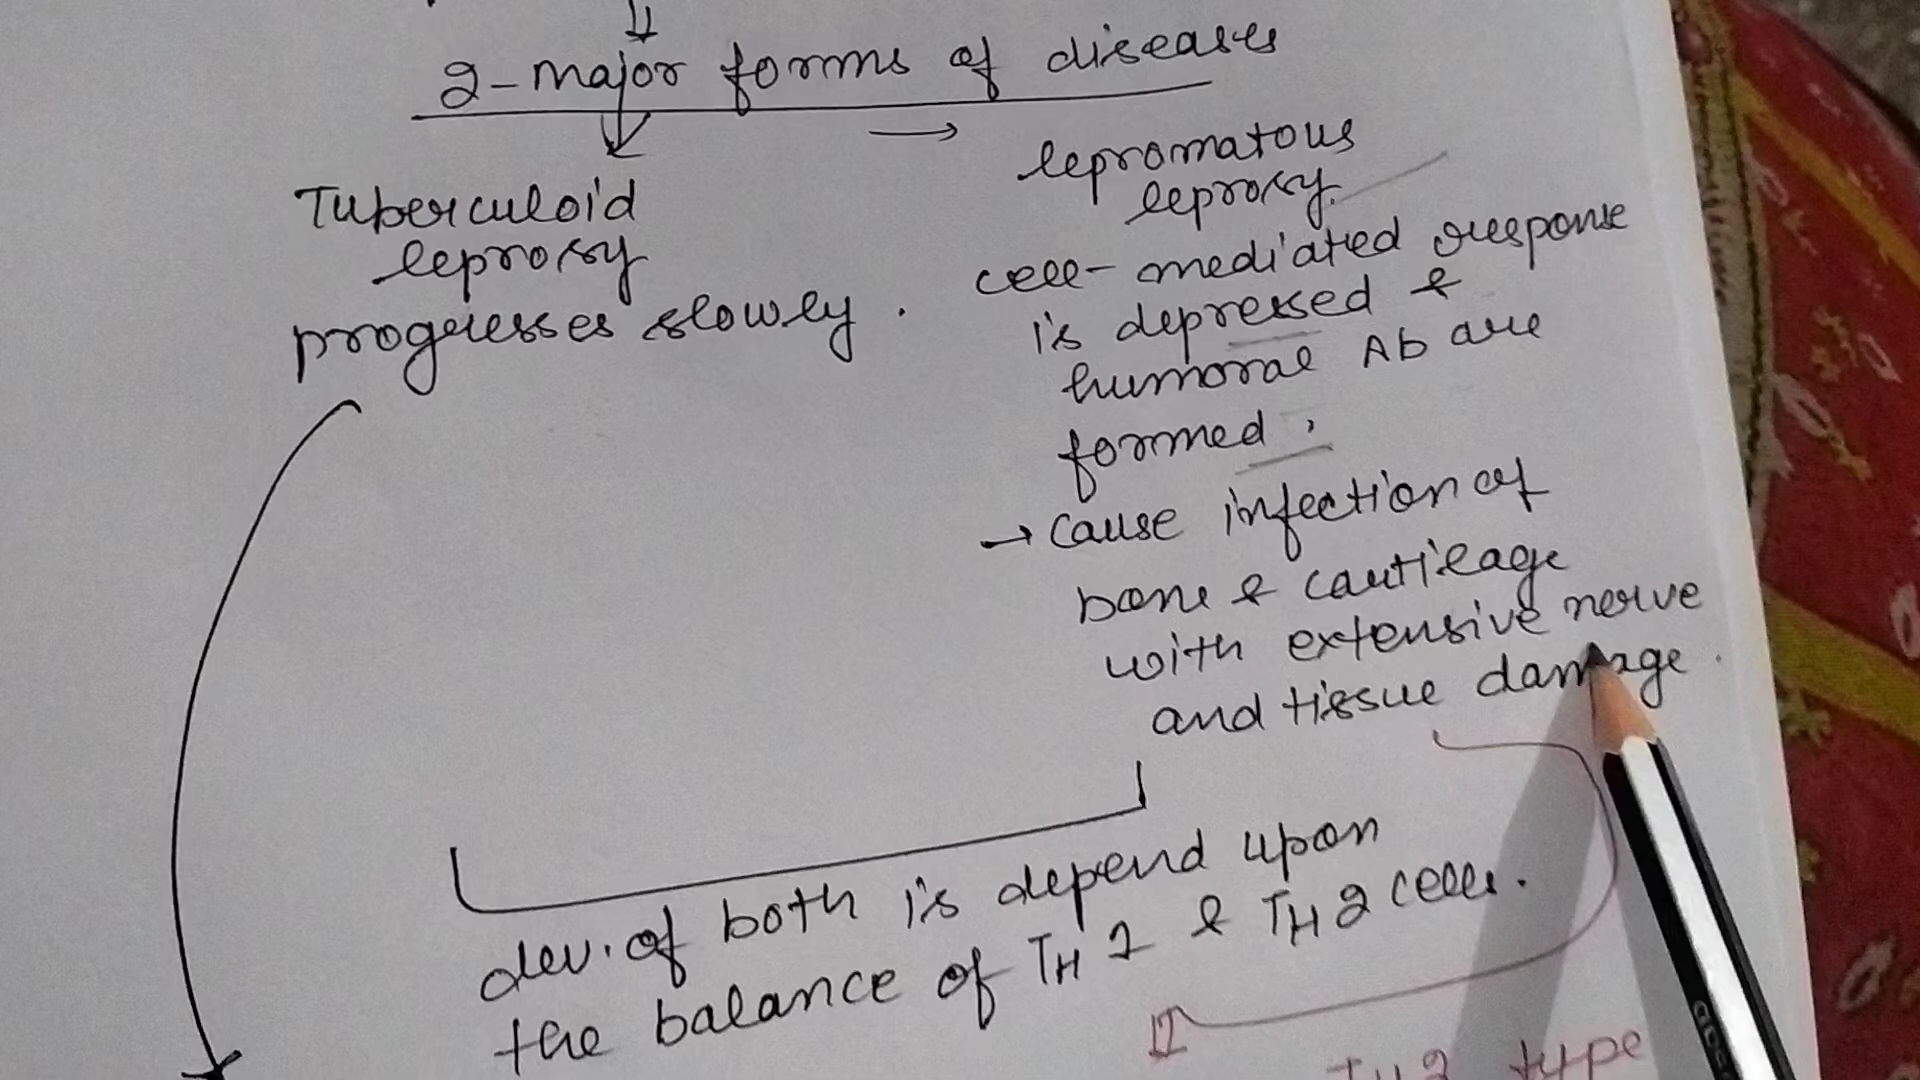 2-major forms of diseases
Tuberculoid
leprosy
progresses slowly.
lepromatous
leprosy.
cell-mediated response
is depressed &
humoral Ab are
formed.
→ cause infection of
bone & cartilage
with extensive nerve
and tissue damage.
dev. of both is depend upon
the balance of TH 1 & TH 2 cells.
TH2 type